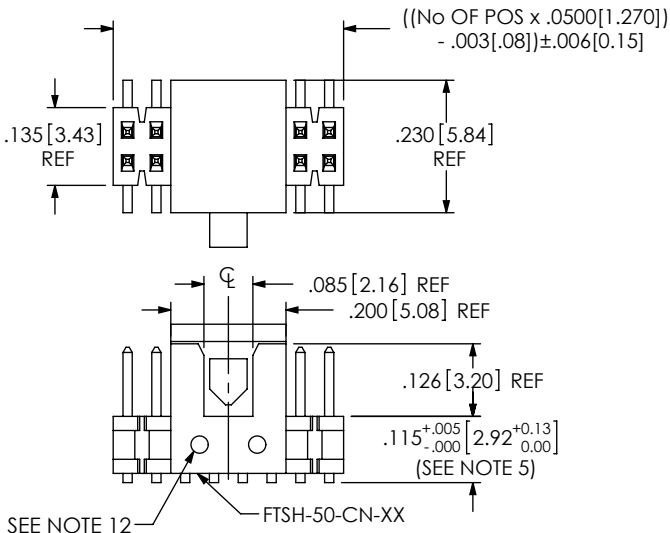 ((No OF POS x .0500[1.270])
- .003[.08])±.006[0.15]
.135[3.43]
REF
.230[5.84]
REF
℄
.085[2.16] REF
.200[5.08] REF
.126[3.20] REF
.115+.005-.000[2.92+0.13 0.00]
(SEE NOTE 5)
SEE NOTE 12
FTSH-50-CN-XX